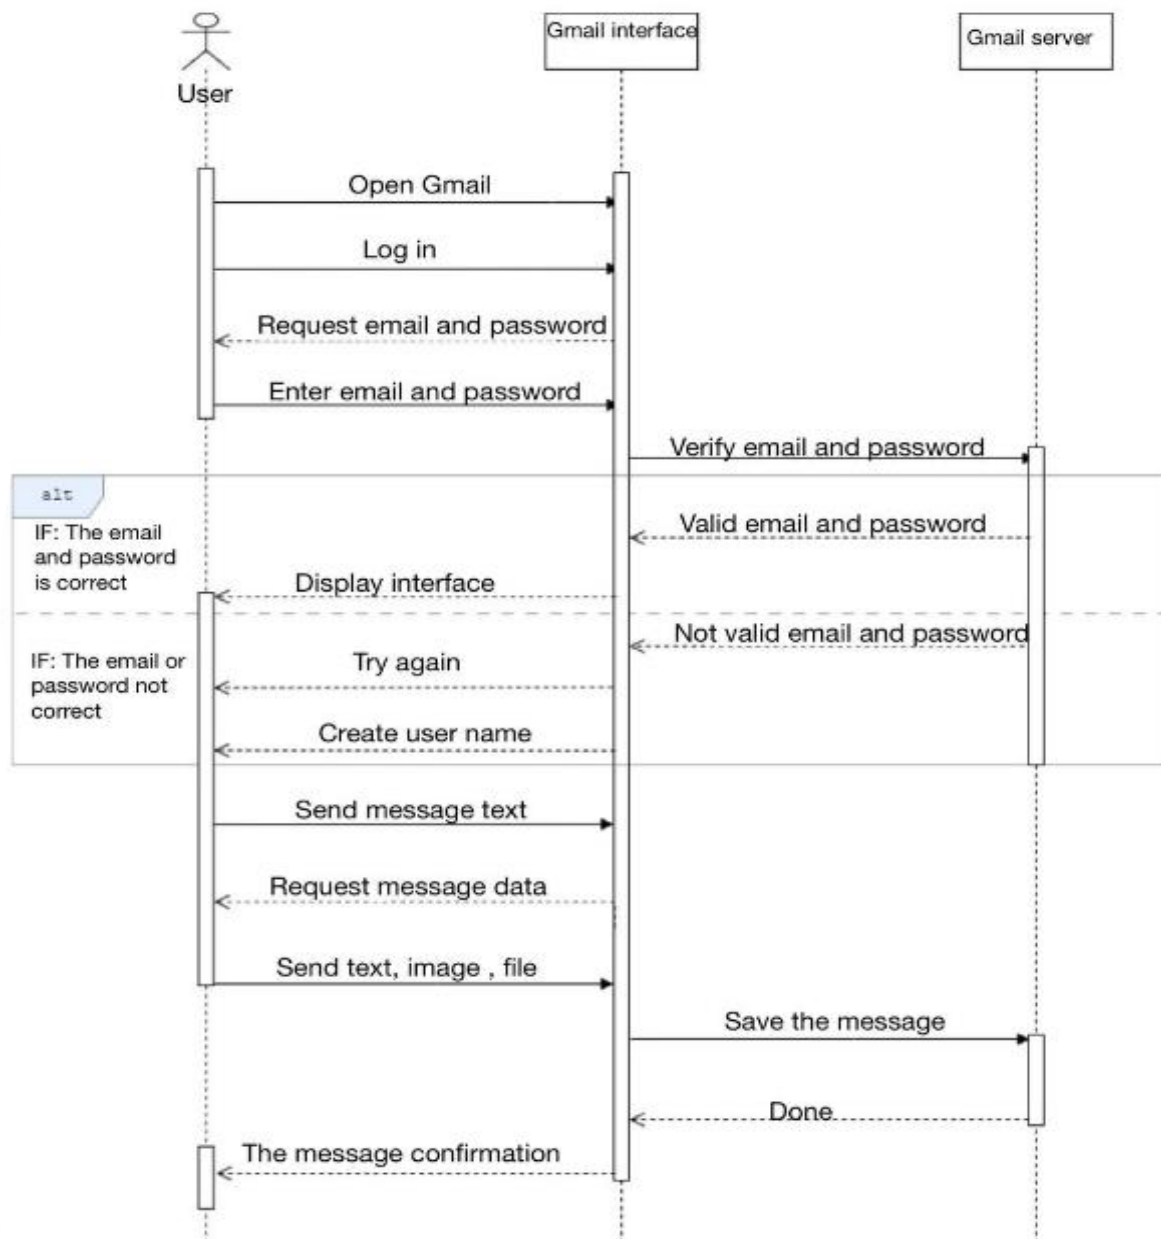 Gmail interface
Gmail server
User
Open Gmail
Log in
Request email and password
Enter email and password
Verify email and password
alt
IF: The email
and password
is correct
Valid email and password
Display interface
Not valid email and password
IF: The email or
password not
correct
Try again
Create user name
Send message text
Request message data
Send text, image , file
Save the message
Done
The message confirmation